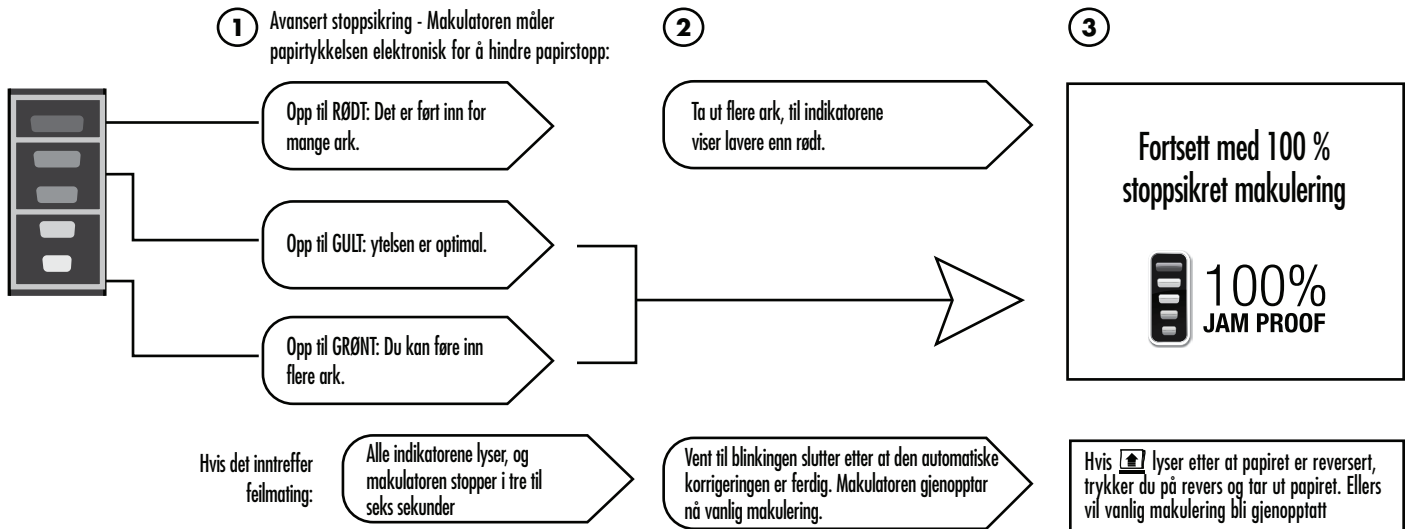 1
Avansert stoppsikring - Makulatoren måler
papirtykkelsen elektronisk for å hindre papirstopp:
2
3
Opp til RØDT: Det er ført inn for
mange ark.
Ta ut flere ark, til indikatorene
viser lavere enn rødt.
Fortsett med 100 %
stoppsikret makulering
Opp til GULT: ytelsen er optimal.
100%
JAM PROOF
Opp til GRØNT: Du kan føre inn
flere ark.
Hvis det inntreffer
feilmating:
Alle indikatorene lyser, og
makulatoren stopper i tre til
seks sekunder
Vent til blinkingen slutter etter at den automatiske
korrigeringen er ferdig. Makulatoren gjenopptar
nå vanlig makulering.
Hvis lyser etter at papiret er reversert,
trykker du på revers og tar ut papiret. Ellers
vil vanlig makulering bli gjenopptatt